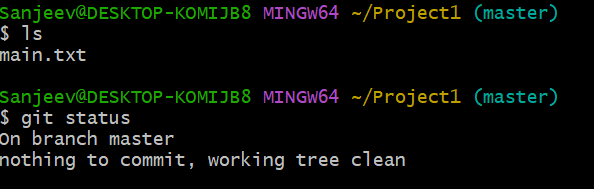 Sanjeev@DESKTOP-KOMIJB8 MINGW64 ~/Project1 (master)
$ ls
main.txt
Sanjeev@DESKTOP-KOMIJB8 MINGW64 ~/Project1 (master)
$ git status
On branch master
nothing to commit, working tree clean